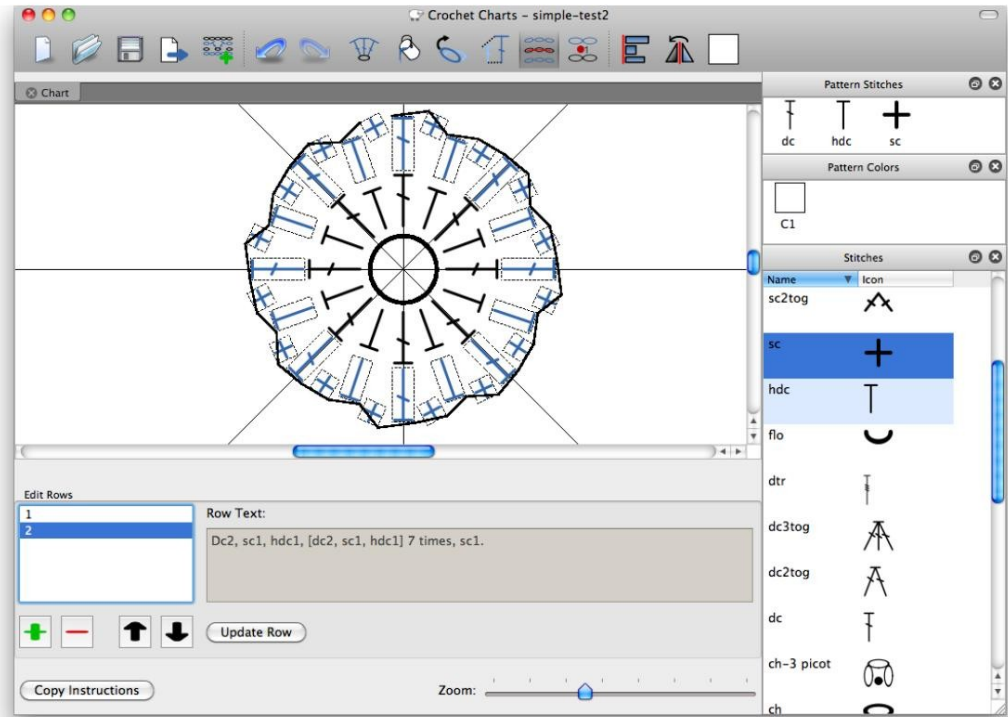 Crochet Charts – simple-test2
Chart
Pattern Stitches
dc hdc sc
Pattern Colors
C1
Stitches
Name Icon
sc2tog
sc
hdc
flo
dtr
dc3tog
dc2tog
dc
ch-3 picot
ch
Edit Rows
1
2
Row Text:
Dc2, sc1, hdc1, [dc2, sc1, hdc1] 7 times, sc1.
Update Row
Copy Instructions
Zoom: